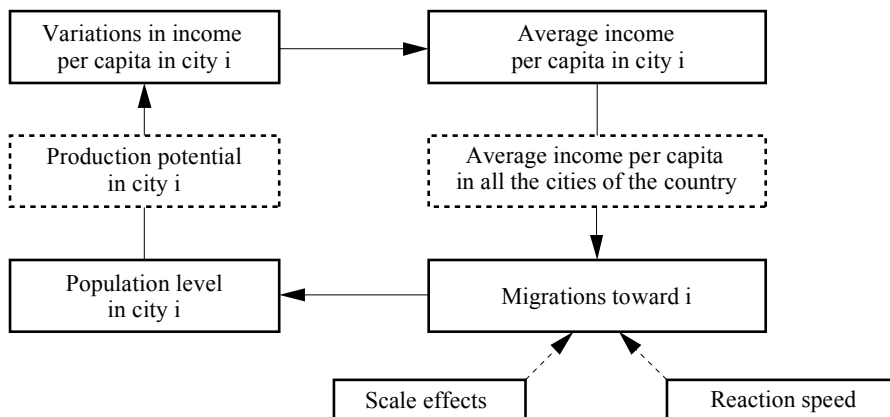 Variations in income
per capita in city i
Average income
per capita in city i
Production potential
in city i
Average income per capita
in all the cities of the country
Population level
in city i
Migrations toward i
Scale effects
Reaction speed